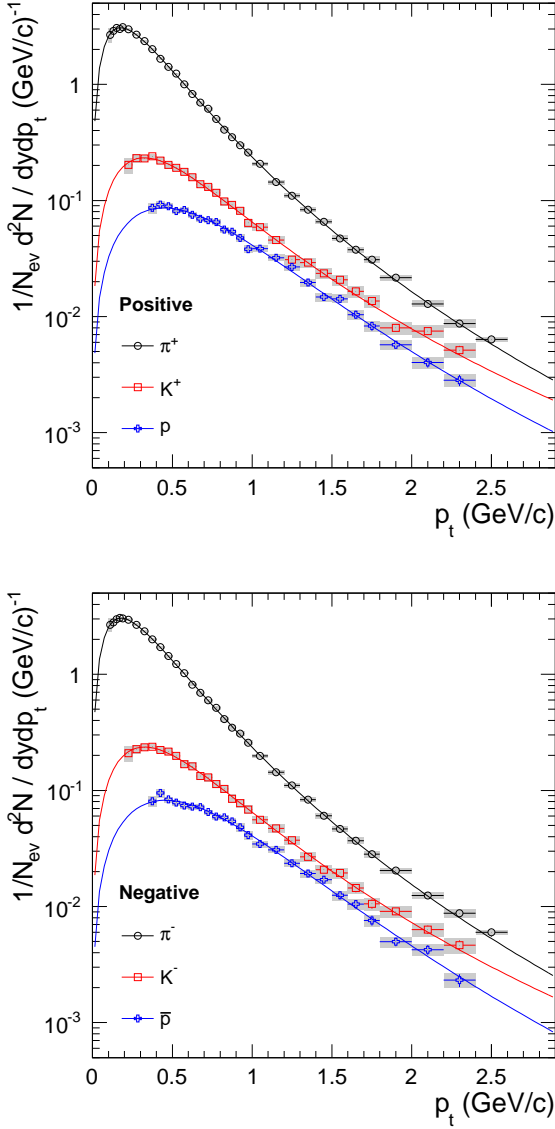 1/N_ev d²N / dydp_t (GeV/c)⁻¹
1
10⁻¹
10⁻²
10⁻³
Positive
π⁺
K⁺
p
0 0.5 1 1.5 2 2.5
p_t (GeV/c)
1/N_ev d²N / dydp_t (GeV/c)⁻¹
1
10⁻¹
10⁻²
10⁻³
Negative
π⁻
K⁻
p̅
0 0.5 1 1.5 2 2.5
p_t (GeV/c)